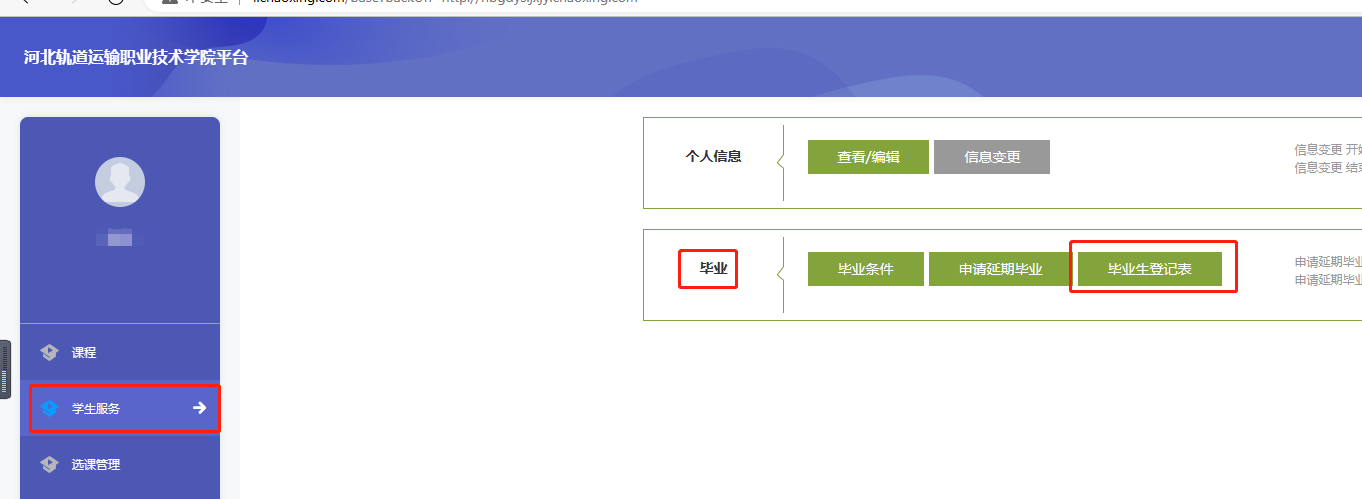 河北轨道运输职业技术学院平台
个人信息
查看/编辑
信息变更
信息变更 开始
信息变更 结束
毕业
毕业条件
申请延期毕业
毕业生登记表
申请延期毕业
申请延期毕业
课程
学生服务
选课管理